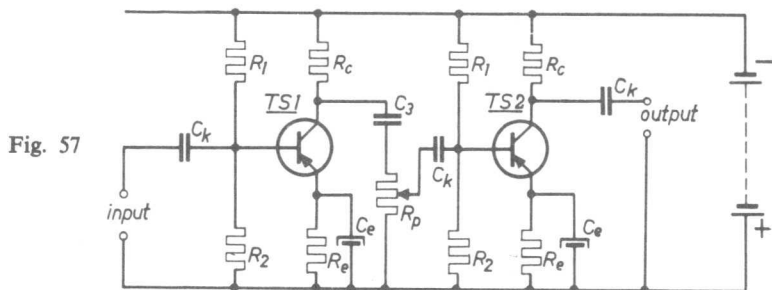 Fig. 57
R1
Rc
R1
Rc
−
TS1
C3
TS2
Ck
output
Ck
Ck
input
Rp
Ce
Ce
+
R2
Re
R2
Re